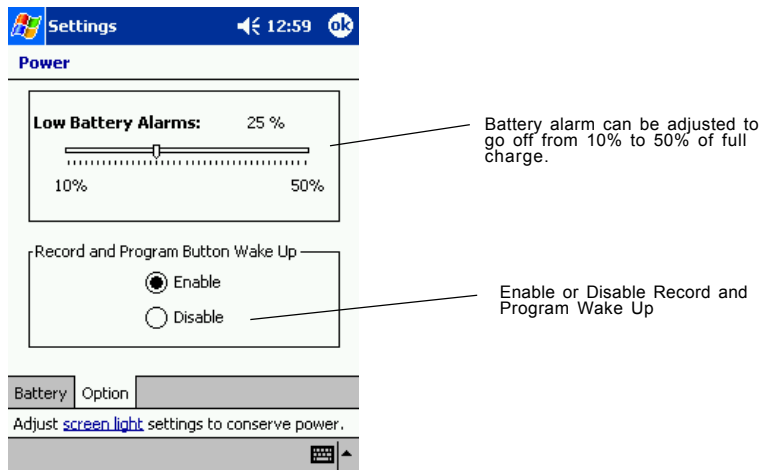 Settings 12:59 ok
Power
Low Battery Alarms: 25 %
10% 50%
Record and Program Button Wake Up
Enable
Disable
Battery Option
Adjust screen light settings to conserve power.
Battery alarm can be adjusted to
go off from 10% to 50% of full
charge.
Enable or Disable Record and
Program Wake Up